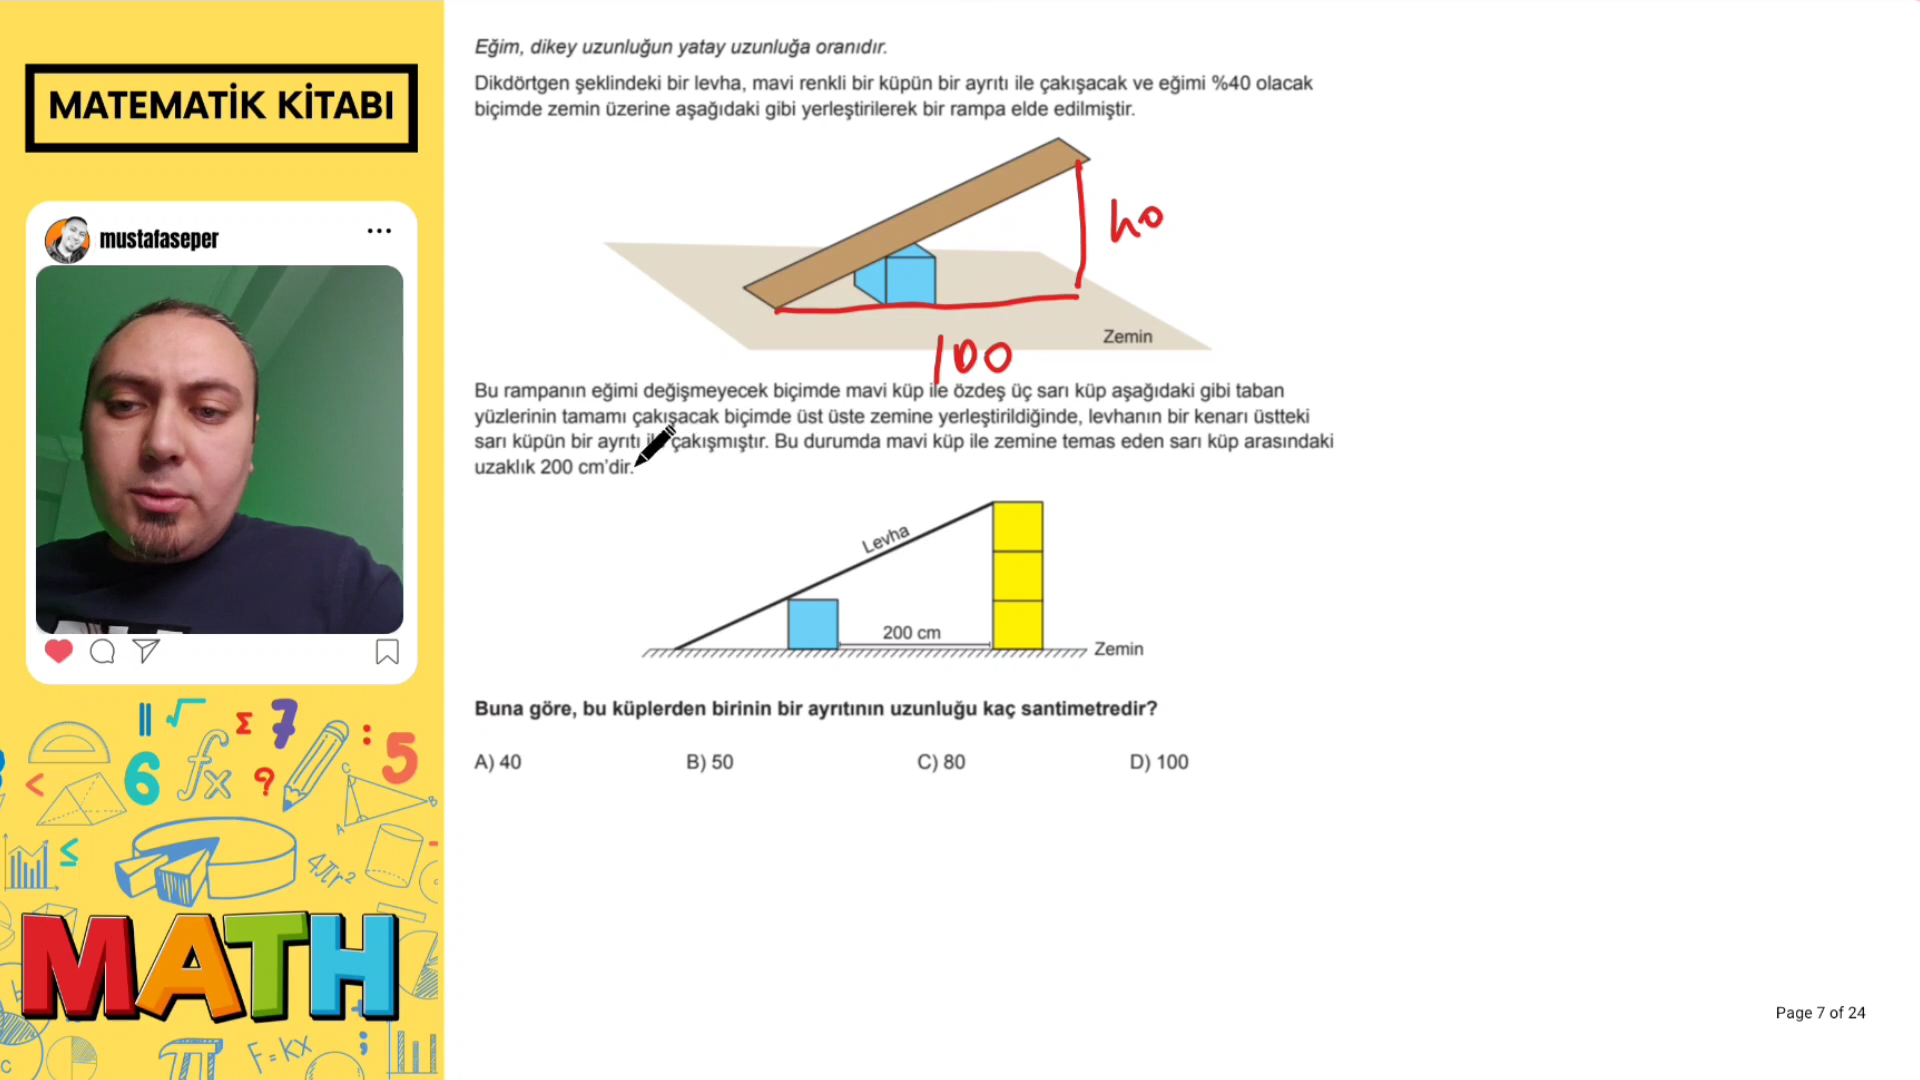 MATEMATİK KİTABI
mustafaseper
MATH
Eğim, dikey uzunluğun yatay uzunluğa oranıdır.
Dikdörtgen şeklindeki bir levha, mavi renkli bir küpün bir ayrıtı ile çakışacak ve eğimi %40 olacak
biçimde zemin üzerine aşağıdaki gibi yerleştirilerek bir rampa elde edilmiştir.
40
Zemin
100
Bu rampanın eğimi değişmeyecek biçimde mavi küp ile özdeş üç sarı küp aşağıdaki gibi taban
yüzlerinin tamamı çakışacak biçimde üst üste zemine yerleştirildiğinde, levhanın bir kenarı üstteki
sarı küpün bir ayrıtı ile çakışmıştır. Bu durumda mavi küp ile zemine temas eden sarı küp arasındaki
uzaklık 200 cm'dir.
Levha
200 cm
Zemin
Buna göre, bu küplerden birinin bir ayrıtının uzunluğu kaç santimetredir?
A) 40 B) 50 C) 80 D) 100
Page 7 of 24